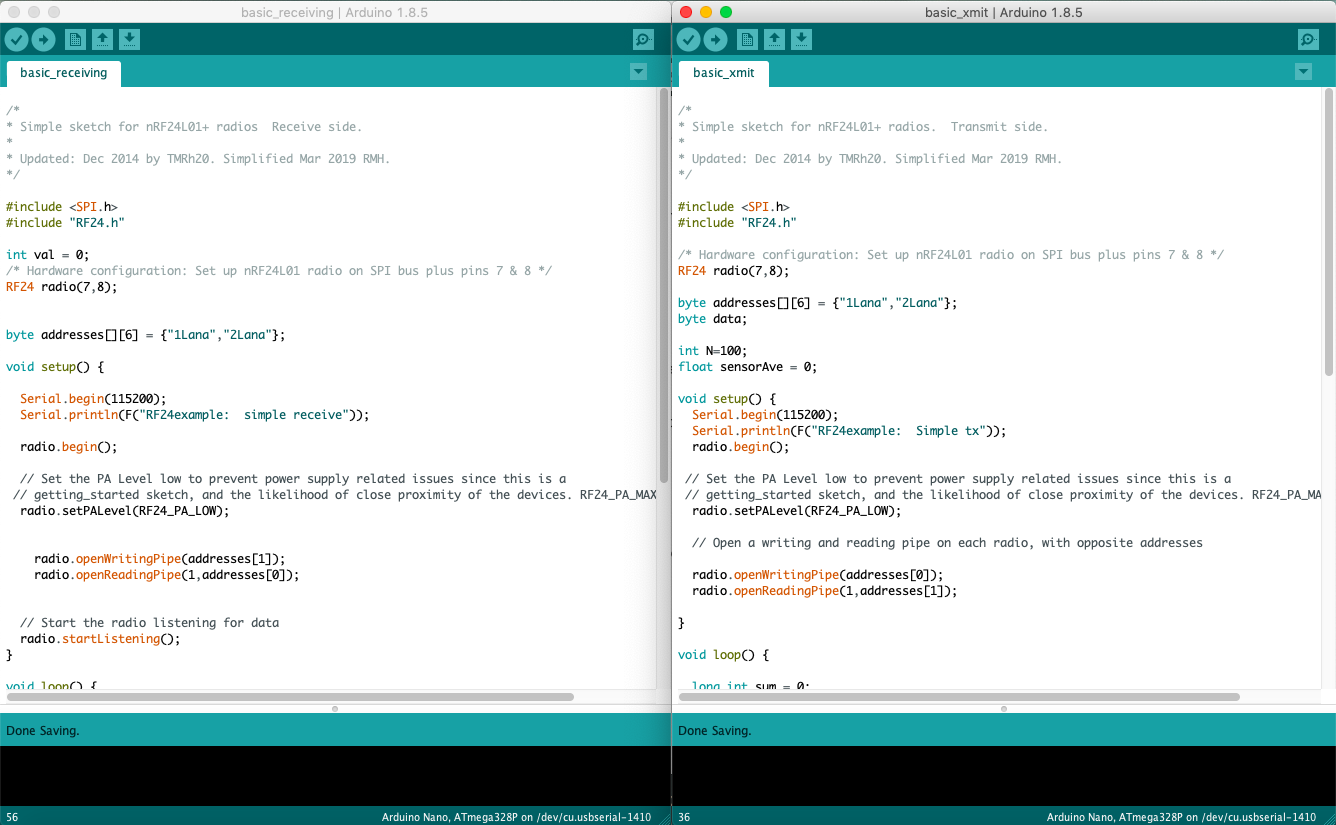 basic_receiving | Arduino 1.8.5
basic_receiving
/*
* Simple sketch for nRF24L01+ radios  Receive side.
*
* Updated: Dec 2014 by TMRh20. Simplified Mar 2019 RMH.
*/
#include <SPI.h>
#include "RF24.h"
int val = 0;
/* Hardware configuration: Set up nRF24L01 radio on SPI bus plus pins 7 & 8 */
RF24 radio(7,8);
byte addresses[][6] = {"1Lana","2Lana"};
void setup() {
  Serial.begin(115200);
  Serial.println(F("RF24example:  simple receive"));
  radio.begin();
  // Set the PA Level low to prevent power supply related issues since this is a
 // getting_started sketch, and the likelihood of close proximity of the devices. RF24_PA_MAX
  radio.setPALevel(RF24_PA_LOW);
    radio.openWritingPipe(addresses[1]);
    radio.openReadingPipe(1,addresses[0]);
  // Start the radio listening for data
  radio.startListening();
}
void loop() {
Done Saving.
56
Arduino Nano, ATmega328P on /dev/cu.usbserial-1410
basic_xmit | Arduino 1.8.5
basic_xmit
/*
* Simple sketch for nRF24L01+ radios.  Transmit side.
*
* Updated: Dec 2014 by TMRh20. Simplified Mar 2019 RMH.
*/
#include <SPI.h>
#include "RF24.h"
/* Hardware configuration: Set up nRF24L01 radio on SPI bus plus pins 7 & 8 */
RF24 radio(7,8);
byte addresses[][6] = {"1Lana","2Lana"};
byte data;
int N=100;
float sensorAve = 0;
void setup() {
  Serial.begin(115200);
  Serial.println(F("RF24example:  Simple tx"));
  radio.begin();
 // Set the PA Level low to prevent power supply related issues since this is a
 // getting_started sketch, and the likelihood of close proximity of the devices. RF24_PA_MA
  radio.setPALevel(RF24_PA_LOW);
  // Open a writing and reading pipe on each radio, with opposite addresses
  radio.openWritingPipe(addresses[0]);
  radio.openReadingPipe(1,addresses[1]);
}
void loop() {
  long int sum = 0;
Done Saving.
36
Arduino Nano, ATmega328P on /dev/cu.usbserial-1410